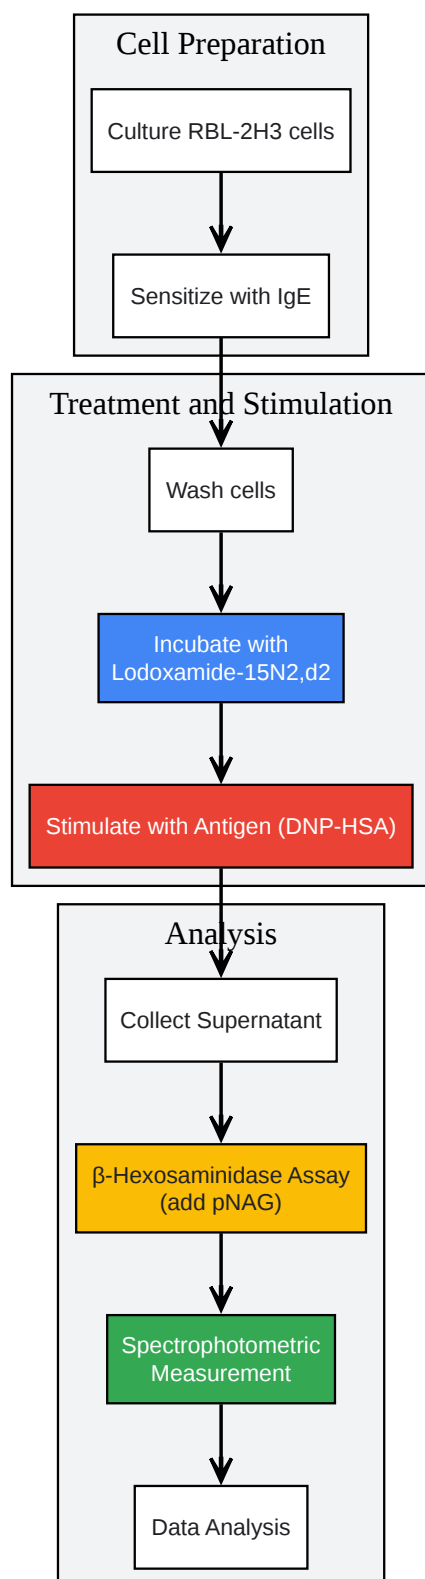 Cell Preparation
Culture RBL-2H3 cells
Sensitize with IgE
Treatment and Stimulation
Wash cells
Incubate with
Lodoxamide-15N2,d2
Stimulate with Antigen (DNP-HSA)
Analysis
Collect Supernatant
β-Hexosaminidase Assay
(add pNAG)
Spectrophotometric
Measurement
Data Analysis